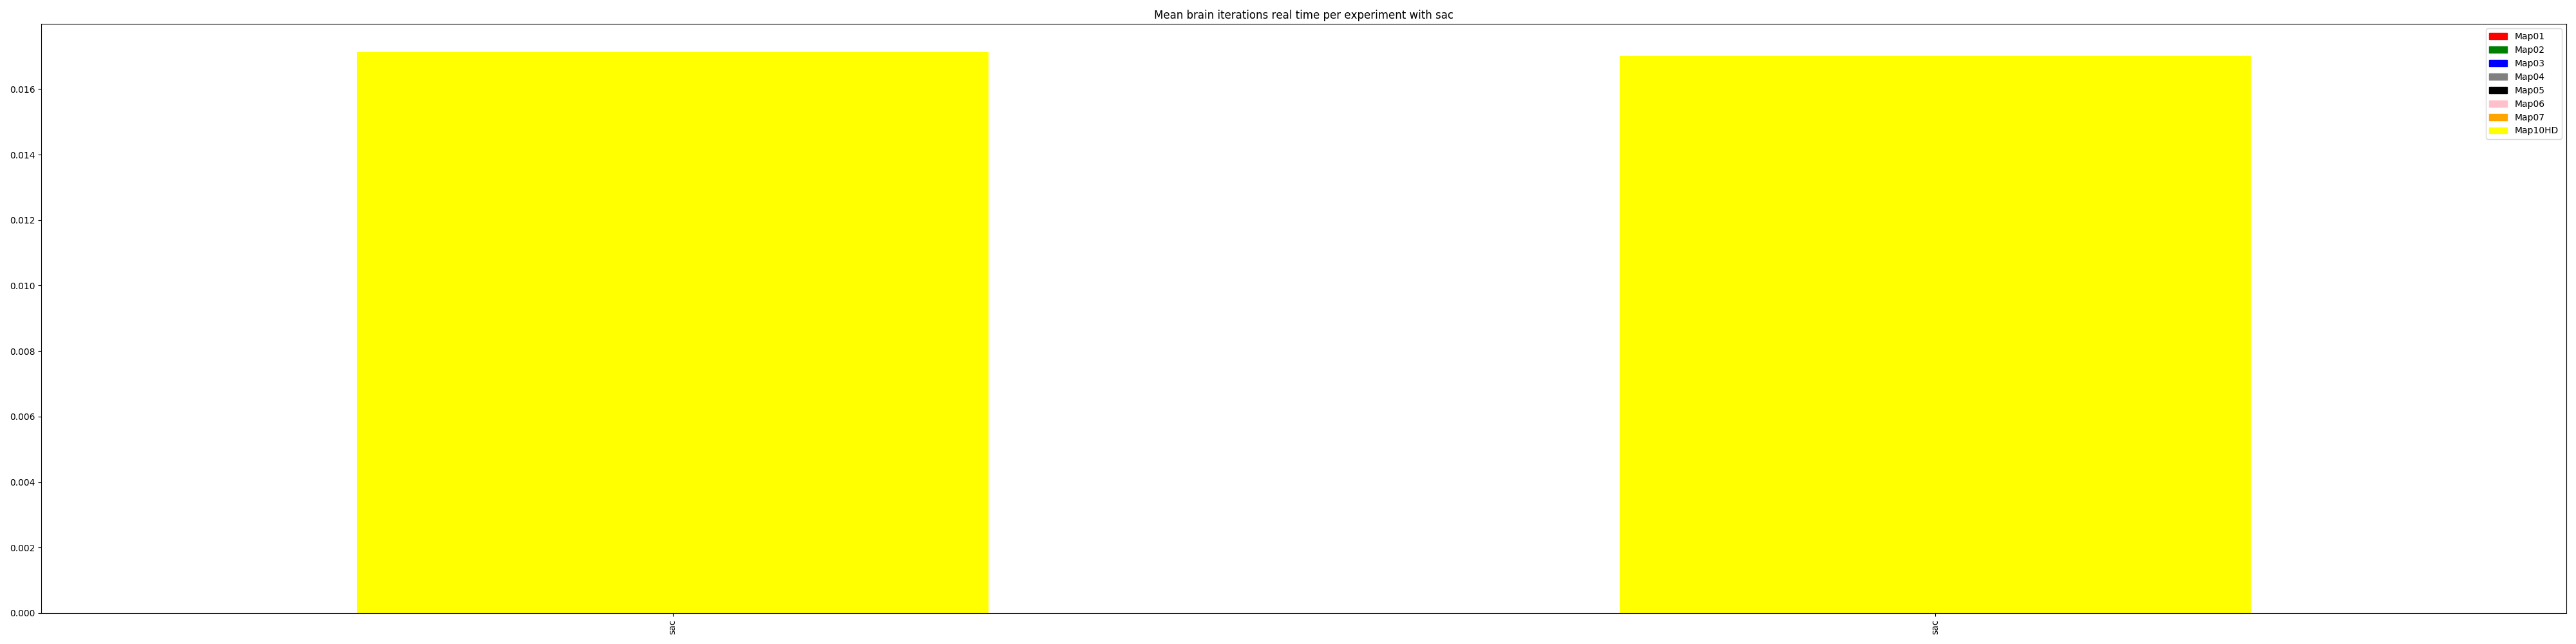 Mean brain iterations real time per experiment with sac
Map01
Map02
Map03
Map04
Map05
Map06
Map07
Map10HD
0.016
0.014
0.012
0.010
0.008
0.006
0.004
0.002
0.000
sac
sac